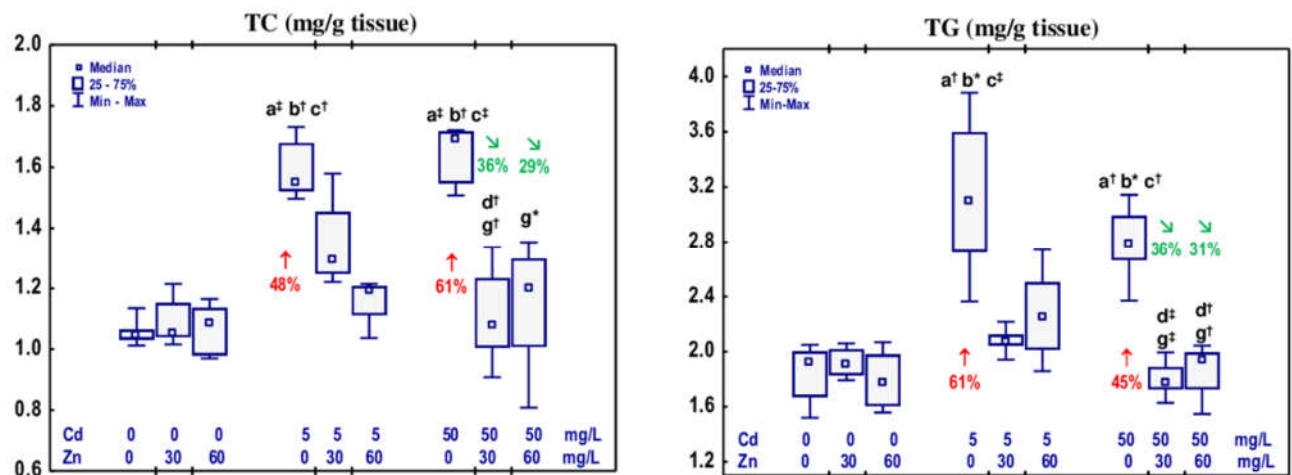 TC (mg/g tissue)
2.0
1.8
1.6
1.4
1.2
1.0
0.8
0.6
Median
25 - 75%
Min - Max
a‡ b† c†
a‡ b† c‡
↘ ↘
36% 29%
d†
g† g*
↑ ↑
48% 61%
Cd 0 0 0 5 5 5 50 50 50 mg/L
Zn 0 30 60 0 30 60 0 30 60 mg/L
TG (mg/g tissue)
4.0
3.6
3.2
2.8
2.4
2.0
1.6
1.2
Median
25-75%
Min-Max
a† b* c‡
a† b* c†
↘ ↘
36% 31%
d‡ d†
g‡ g†
↑ ↑
61% 45%
Cd 0 0 0 5 5 5 50 50 50 mg/L
Zn 0 30 60 0 30 60 0 30 60 mg/L